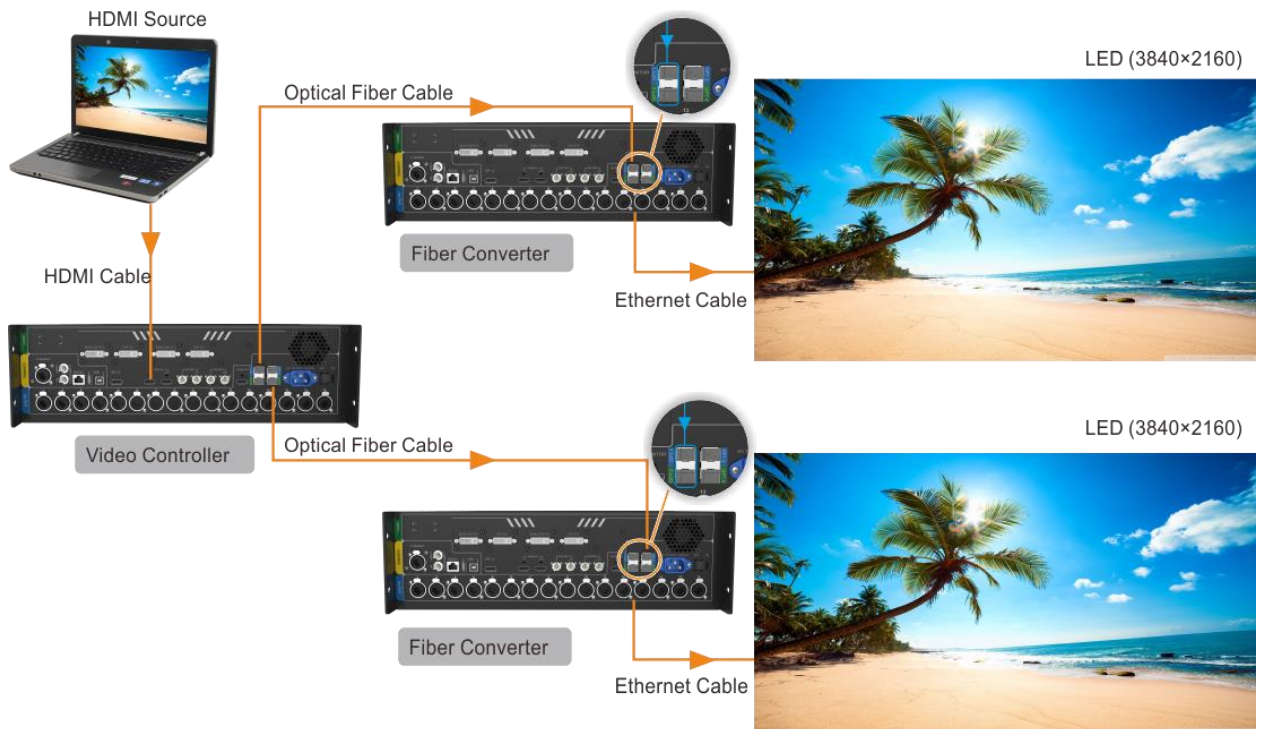 HDMI Source
LED (3840×2160)
Optical Fiber Cable
Fiber Converter
HDMI Cable
Ethernet Cable
LED (3840×2160)
Optical Fiber Cable
Video Controller
Fiber Converter
Ethernet Cable